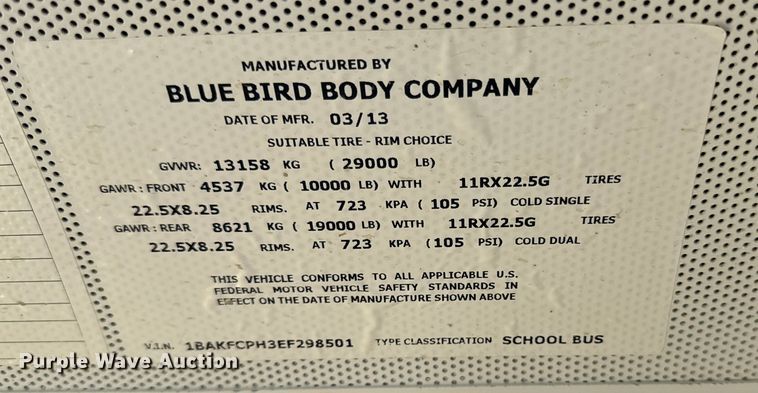 MANUFACTURED BY
BLUE BIRD BODY COMPANY
DATE OF MFR. 03/13
SUITABLE TIRE - RIM CHOICE
GVWR: 13158 KG ( 29000 LB)
GAWR : FRONT 4537 KG ( 10000 LB) WITH 11RX22.5G TIRES
22.5X8.25 RIMS. AT 723 KPA ( 105 PSI) COLD SINGLE
GAWR : REAR 8621 KG ( 19000 LB) WITH 11RX22.5G TIRES
22.5X8.25 RIMS. AT 723 KPA ( 105 PSI) COLD DUAL
THIS VEHICLE CONFORMS TO ALL APPLICABLE U.S.
FEDERAL MOTOR VEHICLE SAFETY STANDARDS IN
EFFECT ON THE DATE OF MANUFACTURE SHOWN ABOVE
V.I.N. 1BAKFCPH3EF298501 TYPE CLASSIFICATION SCHOOL BUS
Purple Wave Auction